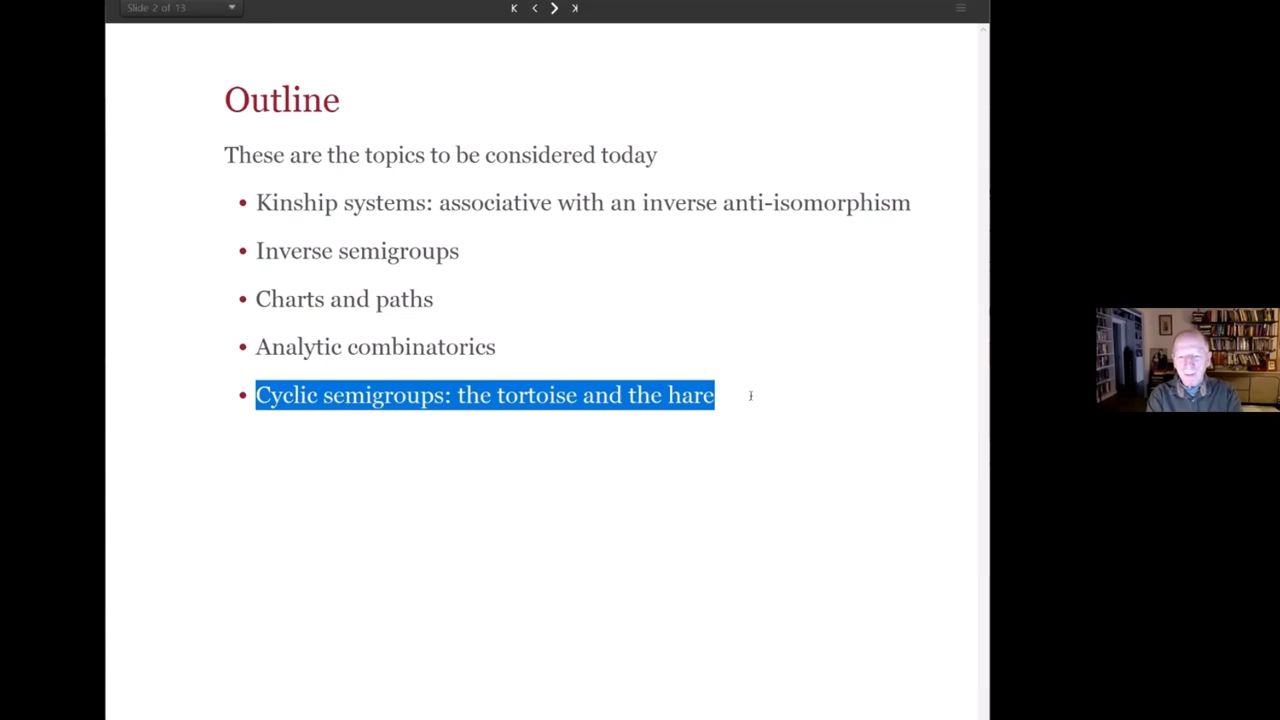 Slide 2 of 13
Outline
These are the topics to be considered today
• Kinship systems: associative with an inverse anti-isomorphism
• Inverse semigroups
• Charts and paths
• Analytic combinatorics
• Cyclic semigroups: the tortoise and the hare